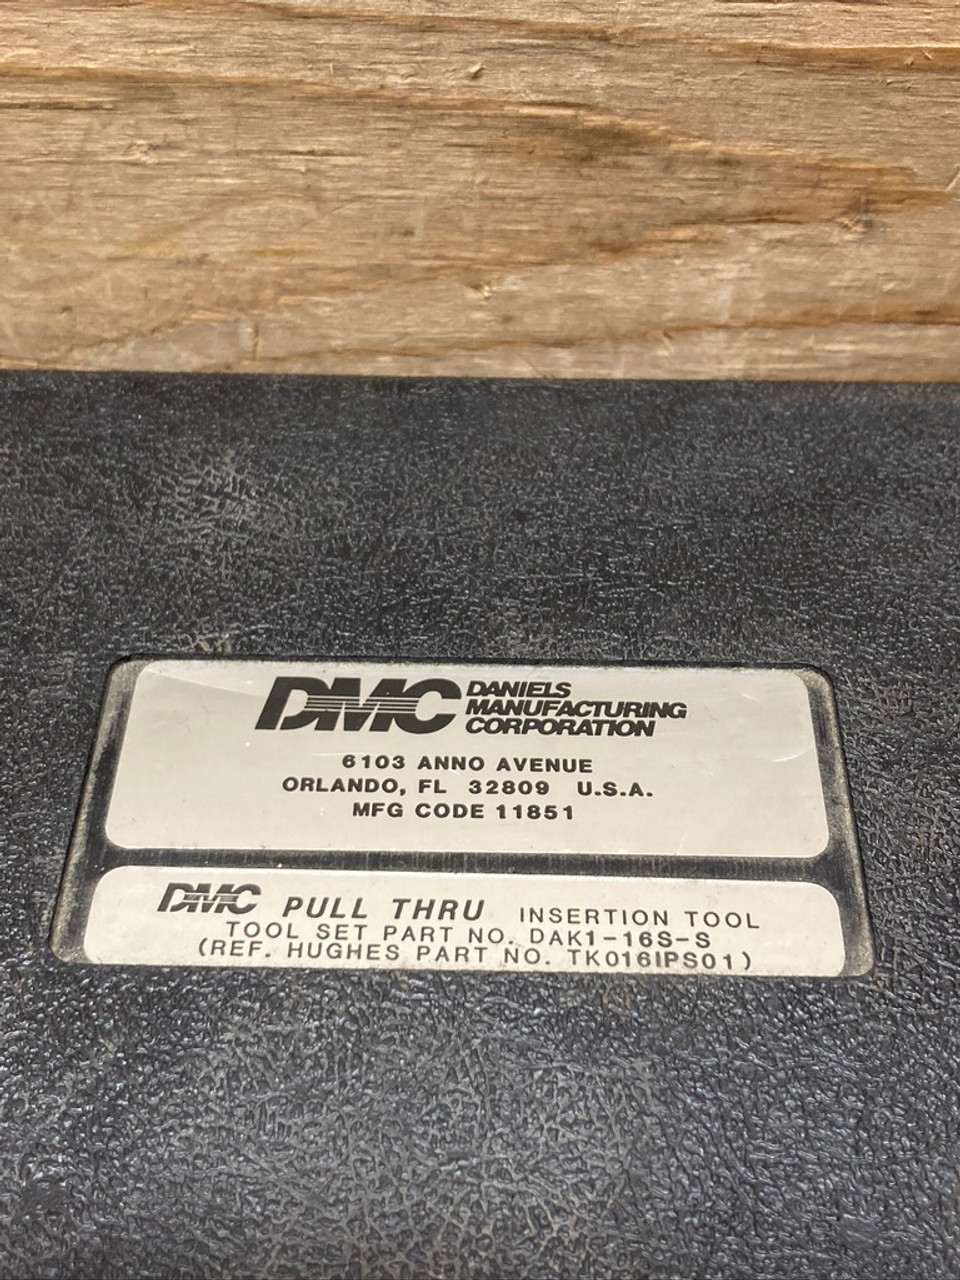 DMC DANIELS
MANUFACTURING
CORPORATION
6103 ANNO AVENUE
ORLANDO, FL 32809 U.S.A.
MFG CODE 11851
DMC PULL THRU INSERTION TOOL
TOOL SET PART NO. DAK1-16S-S
(REF. HUGHES PART NO. TK016IPS01)